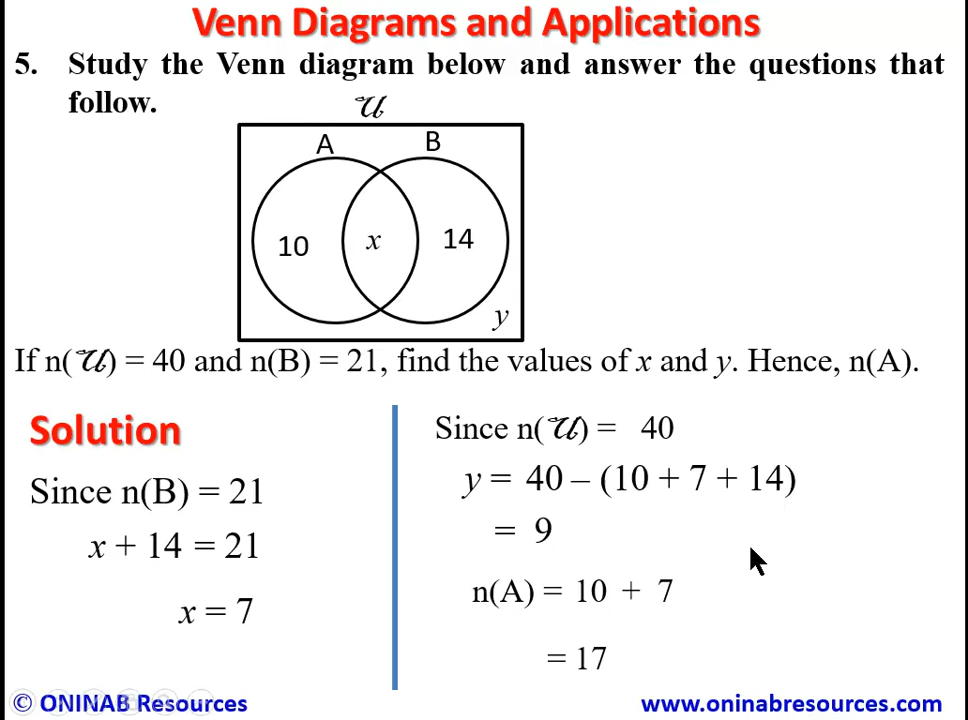 Venn Diagrams and Applications
5. Study the Venn diagram below and answer the questions that
follow.
𝒰
A B
10 x 14
y
If n(𝒰) = 40 and n(B) = 21, find the values of x and y. Hence, n(A).
Solution
Since n(B) = 21
x + 14 = 21
x = 7
Since n(𝒰) = 40
y = 40 – (10 + 7 + 14)
= 9
n(A) = 10 + 7
= 17
© ONINAB Resources
www.oninabresources.com